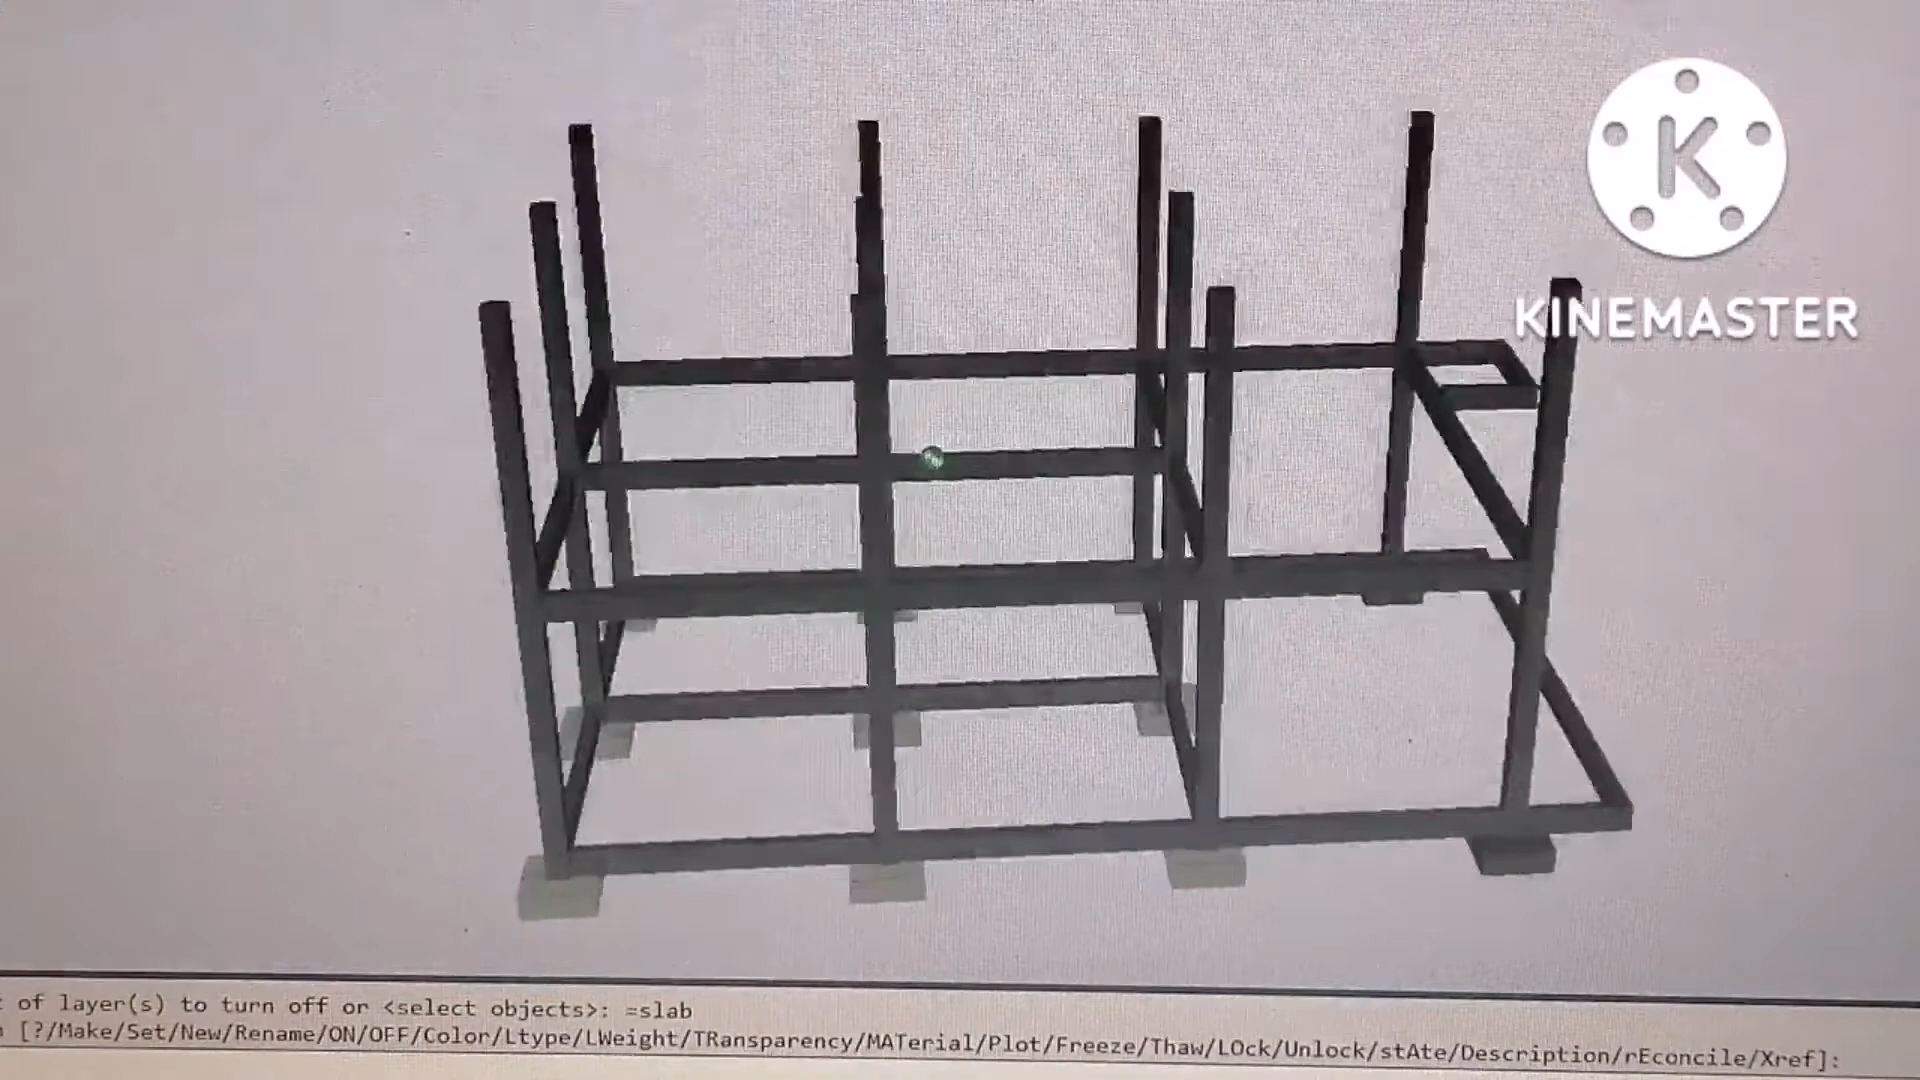 K
KINEMASTER
of layer(s) to turn off or <select objects>: =slab
[?/Make/Set/New/Rename/ON/OFF/Color/Ltype/LWeight/TRansparency/MATerial/Plot/Freeze/Thaw/LOck/Unlock/stAte/Description/rEconcile/Xref]: